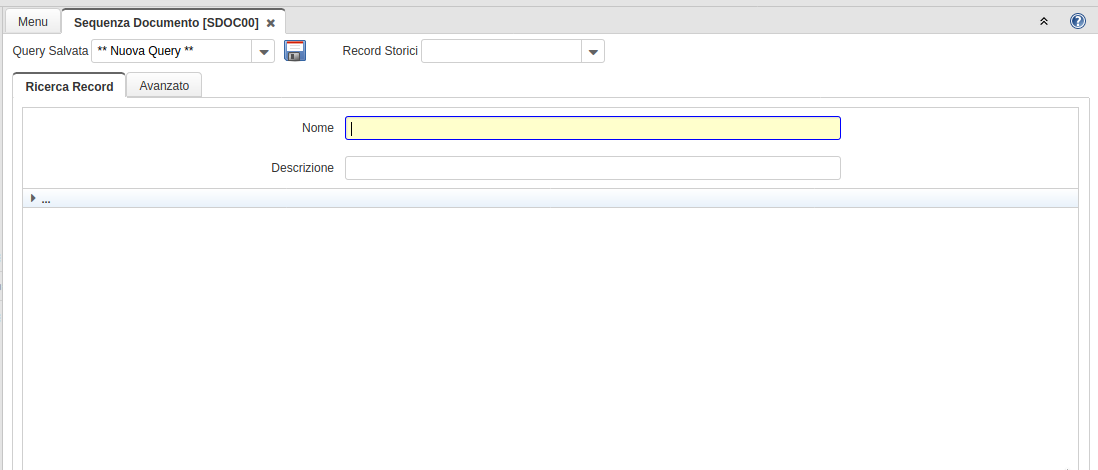 Menu
Sequenza Documento [SDOC00]
Query Salvata ** Nuova Query ** Record Storici
Ricerca Record Avanzato
Nome
Descrizione
...